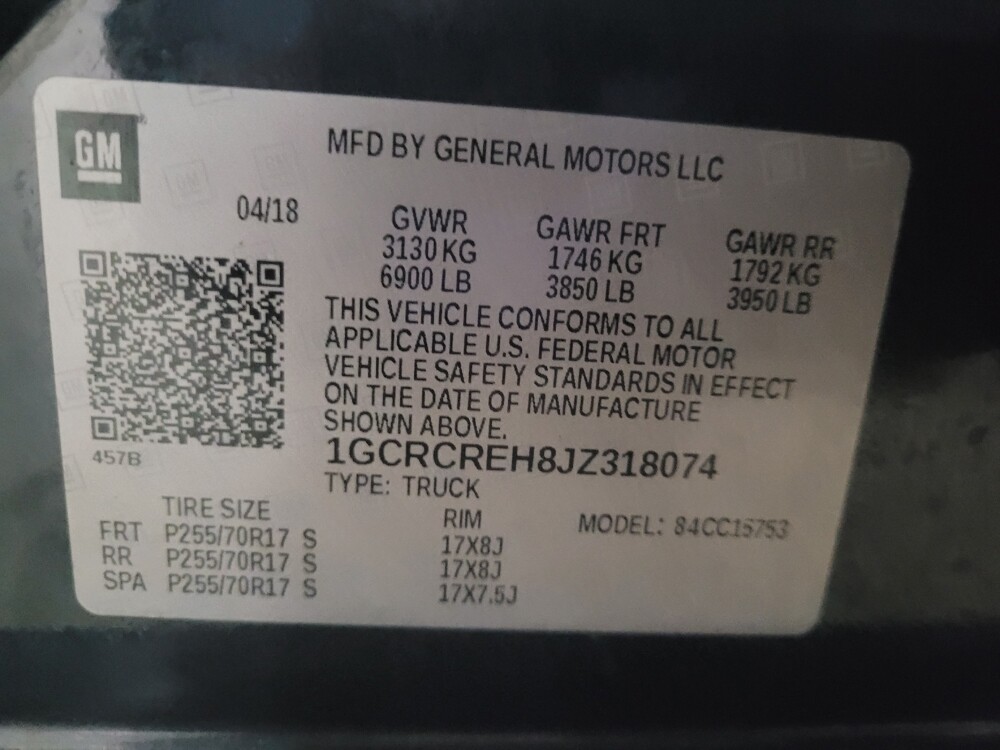 GM
MFD BY GENERAL MOTORS LLC
04/18
GVWR
3130 KG
6900 LB
GAWR FRT
1746 KG
3850 LB
GAWR RR
1792 KG
3950 LB
THIS VEHICLE CONFORMS TO ALL
APPLICABLE U.S. FEDERAL MOTOR
VEHICLE SAFETY STANDARDS IN EFFECT
ON THE DATE OF MANUFACTURE
SHOWN ABOVE.
457B
1GCRCREH8JZ318074
TYPE: TRUCK
TIRE SIZE RIM MODEL: 84CC15753
FRT P255/70R17 S 17X8J
RR P255/70R17 S 17X8J
SPA P255/70R17 S 17X7.5J